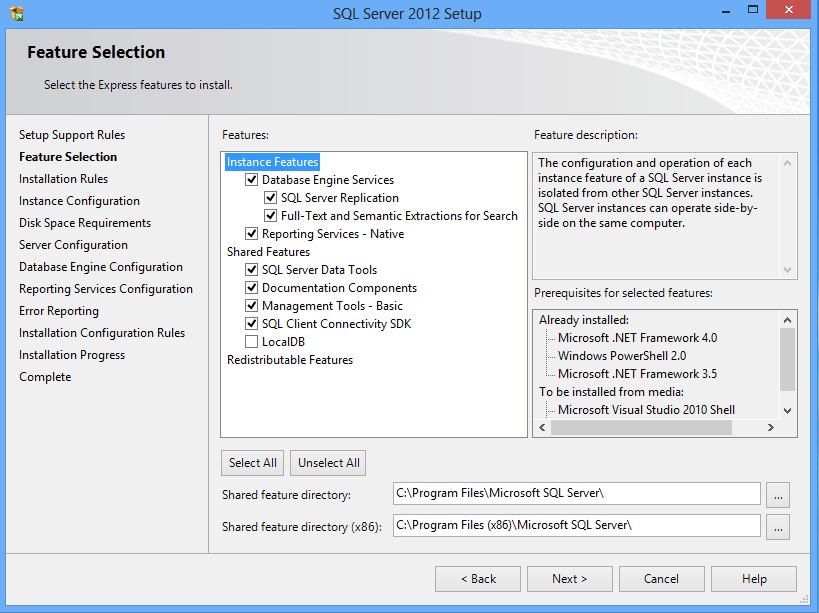 SQL Server 2012 Setup
Feature Selection
Select the Express features to install.
Setup Support Rules
Feature Selection
Installation Rules
Instance Configuration
Disk Space Requirements
Server Configuration
Database Engine Configuration
Reporting Services Configuration
Error Reporting
Installation Configuration Rules
Installation Progress
Complete
Features:
Instance Features
Database Engine Services
SQL Server Replication
Full-Text and Semantic Extractions for Search
Reporting Services - Native
Shared Features
SQL Server Data Tools
Documentation Components
Management Tools - Basic
SQL Client Connectivity SDK
LocalDB
Redistributable Features
Feature description:
The configuration and operation of each
instance feature of a SQL Server instance is
isolated from other SQL Server instances.
SQL Server instances can operate side-by-
side on the same computer.
Prerequisites for selected features:
Already installed:
Microsoft .NET Framework 4.0
Windows PowerShell 2.0
Microsoft .NET Framework 3.5
To be installed from media:
Microsoft Visual Studio 2010 Shell
Select All
Unselect All
Shared feature directory:
C:\Program Files\Microsoft SQL Server\
...
Shared feature directory (x86):
C:\Program Files (x86)\Microsoft SQL Server\
...
< Back
Next >
Cancel
Help